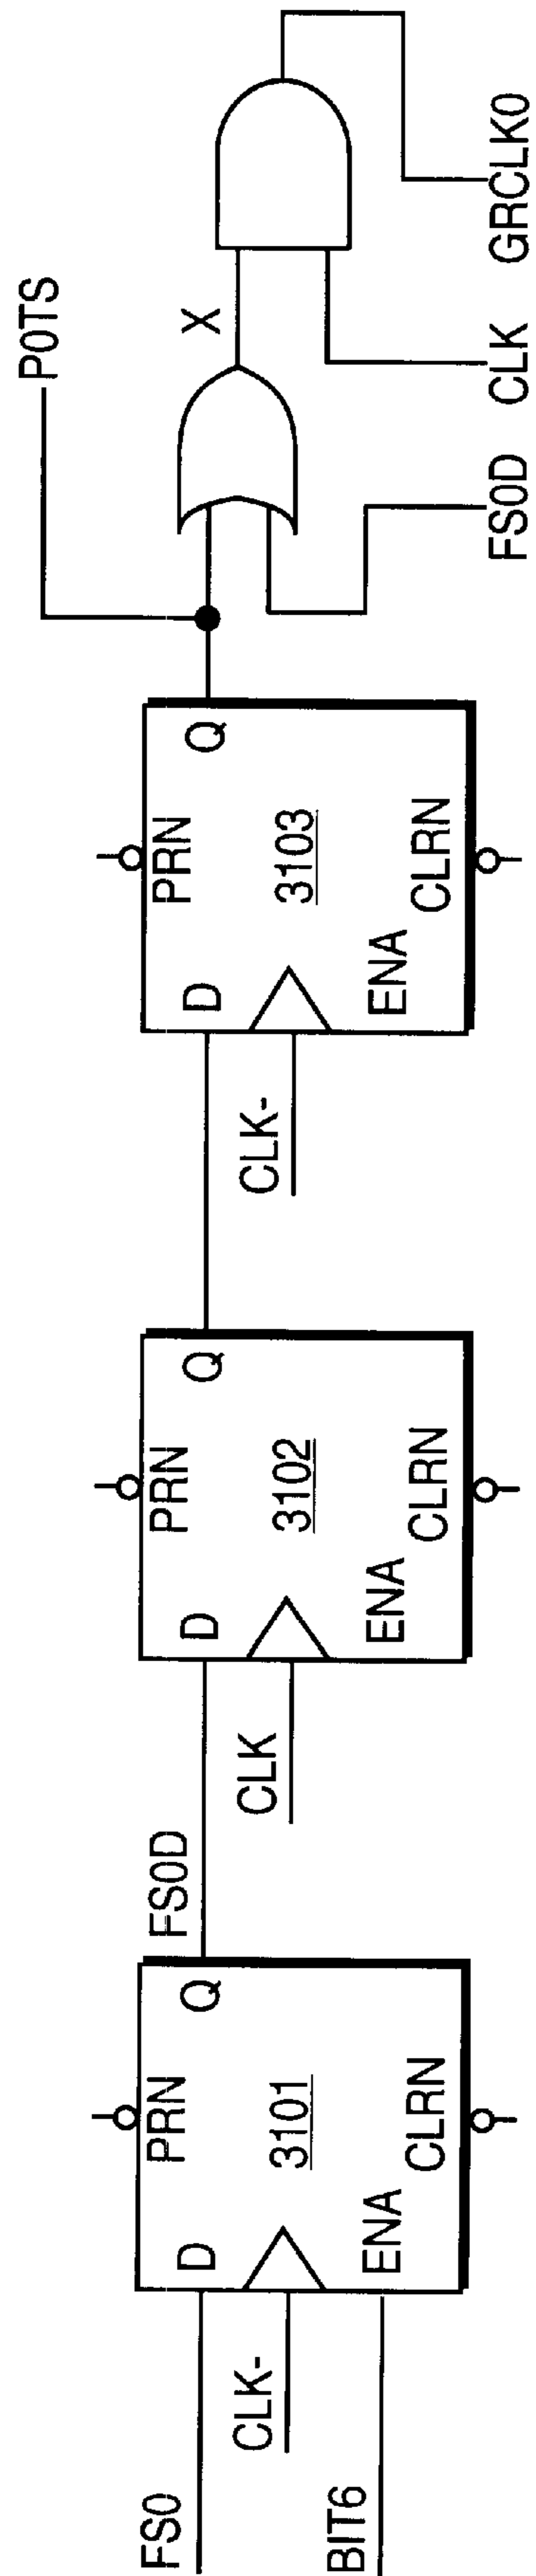 FS0
CLK-
BIT6
D
PRN
Q
3101
ENA
CLRN
FS0D
CLK
D
PRN
Q
3102
ENA
CLRN
CLK-
D
PRN
Q
3103
ENA
CLRN
P0TS
X
FS0D
CLK
GRCLK0